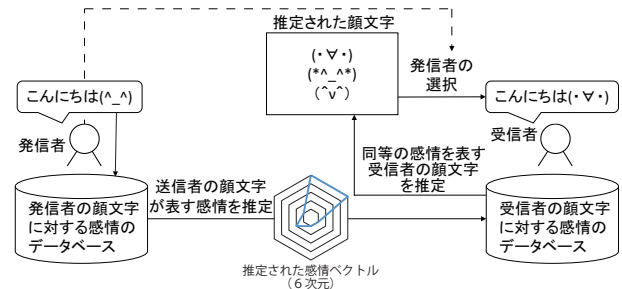 推定された顔文字
(・∀・)
(*^_^*)
(^v^)
発信者の
選択
こんにちは(^_^)
こんにちは(・∀・)
発信者
受信者
同等の感情を表す
受信者の顔文字
を推定
送信者の顔文字
が表す感情を推定
発信者の顔文字
に対する感情の
データベース
受信者の顔文字
に対する感情の
データベース
推定された感情ベクトル
（６次元）